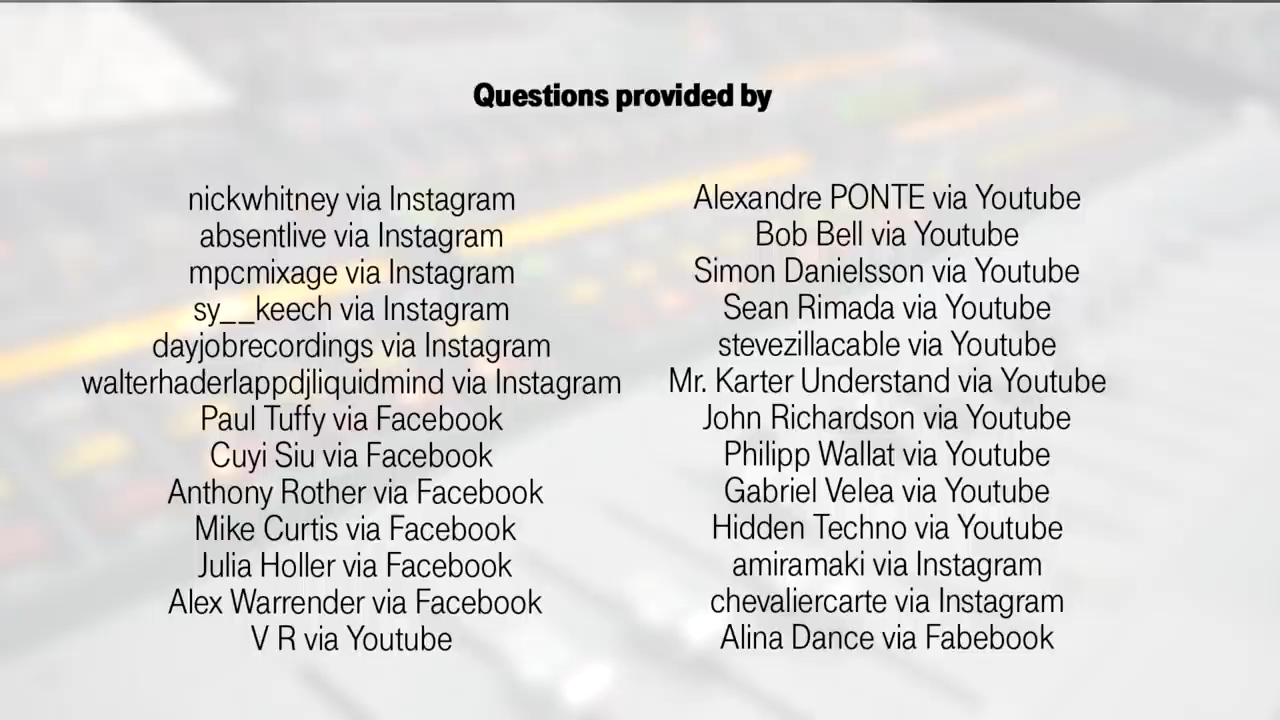 Questions provided by
nickwhitney via Instagram
absentlive via Instagram
mpcmixage via Instagram
sy__keech via Instagram
dayjobrecordings via Instagram
walterhaderlappdjliquidmind via Instagram
Paul Tuffy via Facebook
Cuyi Siu via Facebook
Anthony Rother via Facebook
Mike Curtis via Facebook
Julia Holler via Facebook
Alex Warrender via Facebook
V R via Youtube
Alexandre PONTE via Youtube
Bob Bell via Youtube
Simon Danielsson via Youtube
Sean Rimada via Youtube
stevezillacable via Youtube
Mr. Karter Understand via Youtube
John Richardson via Youtube
Philipp Wallat via Youtube
Gabriel Velea via Youtube
Hidden Techno via Youtube
amiramaki via Instagram
chevaliercarte via Instagram
Alina Dance via Fabebook